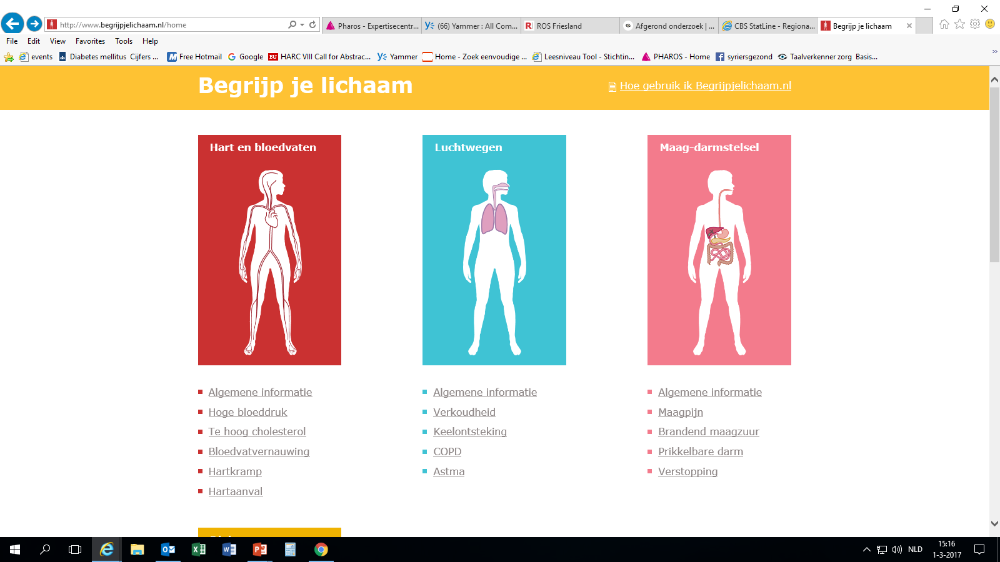 http://www.begrijpjelichaam.nl/home
Pharos - Expertisecentr...
(66) Yammer : All Com...
ROS Friesland
Afgerond onderzoek | ...
CBS StatLine - Regiona...
Begrijp je lichaam
File Edit View Favorites Tools Help
events
Diabetes mellitus Cijfers ...
Free Hotmail
Google
HARC VIII Call for Abstrac...
Yammer
Home - Zoek eenvoudige ...
Leesniveau Tool - Stichtin...
PHAROS - Home
syriersgezond
Taalverkenner zorg Basis...
Begrijp je lichaam
Hoe gebruik ik Begrijpjelichaam.nl
Hart en bloedvaten
Algemene informatie
Hoge bloeddruk
Te hoog cholesterol
Bloedvatvernauwing
Hartkramp
Hartaanval
Luchtwegen
Algemene informatie
Verkoudheid
Keelontsteking
COPD
Astma
Maag-darmstelsel
Algemene informatie
Maagpijn
Brandend maagzuur
Prikkelbare darm
Verstopping
NLD
15:16
1-3-2017